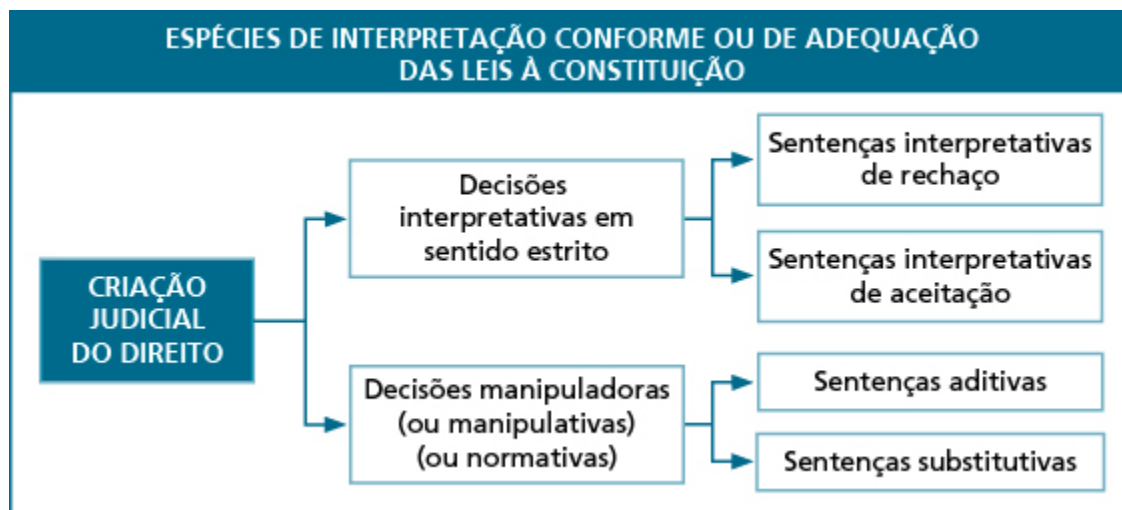 ESPÉCIES DE INTERPRETAÇÃO CONFORME OU DE ADEQUAÇÃO
DAS LEIS À CONSTITUIÇÃO
CRIAÇÃO
JUDICIAL
DO DIREITO
Decisões
interpretativas em
sentido estrito
Sentenças interpretativas
de rechaço
Sentenças interpretativas
de aceitação
Decisões manipuladoras
(ou manipulativas)
(ou normativas)
Sentenças aditivas
Sentenças substitutivas